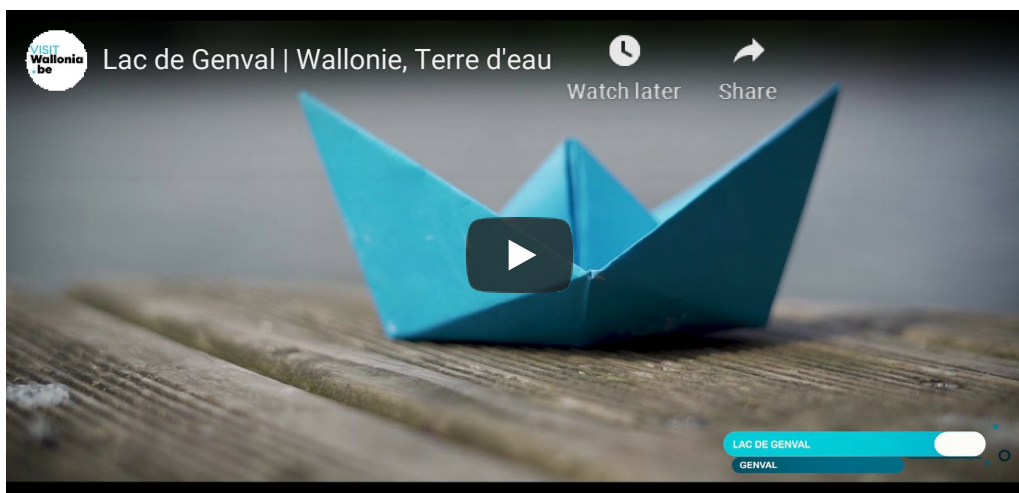 VISIT
Wallonia
.be
Lac de Genval | Wallonie, Terre d'eau
Watch later
Share
LAC DE GENVAL
GENVAL